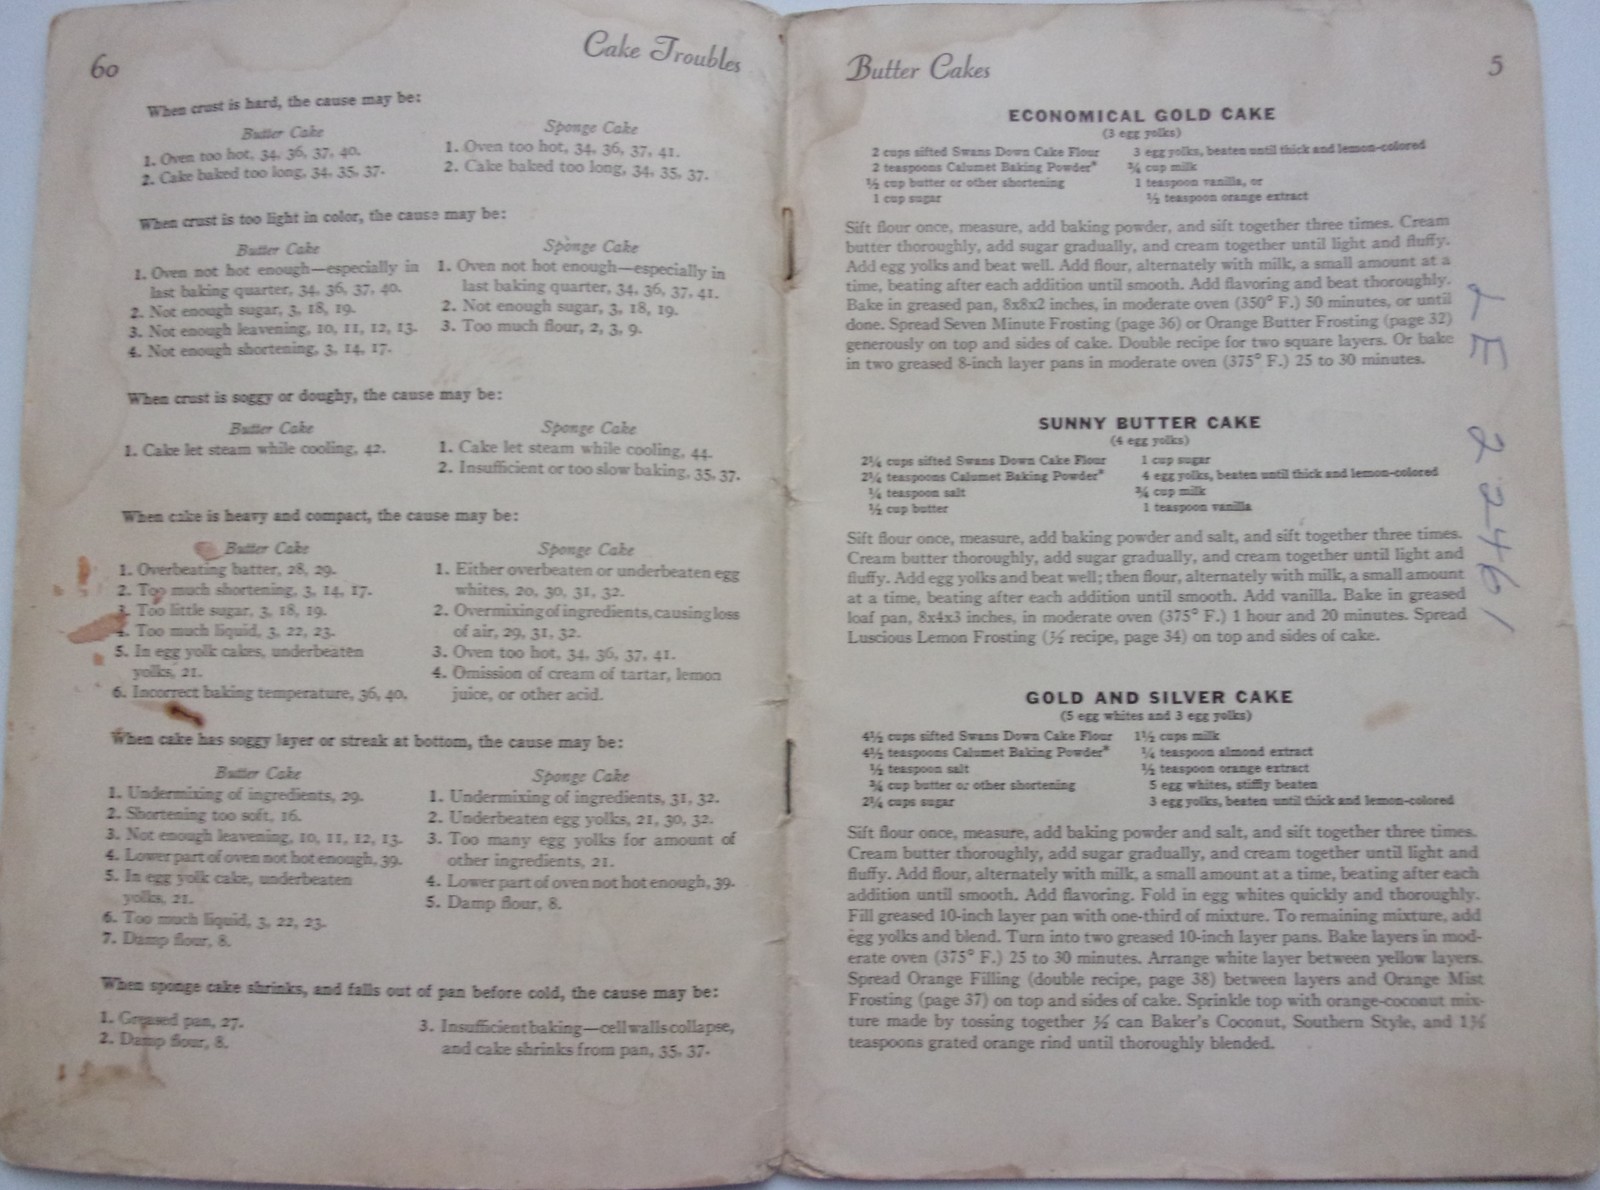 60
Cake Troubles
When crust is hard, the cause may be:
Butter Cake
1. Oven too hot, 34, 36, 37, 40.
2. Cake baked too long, 34, 35, 37.
Sponge Cake
1. Oven too hot, 34, 36, 37, 41.
2. Cake baked too long, 34, 35, 37.
When crust is too light in color, the cause may be:
Butter Cake
1. Oven not hot enough—especially in
last baking quarter, 34, 36, 37, 40.
2. Not enough sugar, 3, 18, 19.
3. Not enough leavening, 10, 11, 12, 13.
4. Not enough shortening, 3, 14, 17.
Sponge Cake
1. Oven not hot enough—especially in
last baking quarter, 34, 36, 37, 41.
2. Not enough sugar, 3, 18, 19.
3. Too much flour, 2, 3, 9.
When crust is soggy or doughy, the cause may be:
Butter Cake
1. Cake let steam while cooling, 42.
Sponge Cake
1. Cake let steam while cooling, 44.
2. Insufficient or too slow baking, 35, 37.
When cake is heavy and compact, the cause may be:
Butter Cake
1. Overbeating batter, 28, 29.
2. Too much shortening, 3, 14, 17.
3. Too little sugar, 3, 18, 19.
4. Too much liquid, 3, 22, 23.
5. In egg yolk cakes, underbeaten
yolks, 21.
6. Incorrect baking temperature, 36, 40.
Sponge Cake
1. Either overbeaten or underbeaten egg
whites, 20, 30, 31, 32.
2. Overmixing of ingredients, causing loss
of air, 29, 31, 32.
3. Oven too hot, 34, 36, 37, 41.
4. Omission of cream of tartar, lemon
juice, or other acid.
When cake has soggy layer or streak at bottom, the cause may be:
Butter Cake
1. Undermixing of ingredients, 29.
2. Shortening too soft, 16.
3. Not enough leavening, 10, 11, 12, 13.
4. Lower part of oven not hot enough, 39.
5. In egg yolk cake, underbeaten
yolks, 21.
6. Too much liquid, 3, 22, 23.
7. Damp flour, 8.
Sponge Cake
1. Undermixing of ingredients, 31, 32.
2. Underbeaten egg yolks, 21, 30, 32.
3. Too many egg yolks for amount of
other ingredients, 21.
4. Lower part of oven not hot enough, 39.
5. Damp flour, 8.
When sponge cake shrinks, and falls out of pan before cold, the cause may be:
1. Greased pan, 27.
2. Damp flour, 8.
3. Insufficient baking—cell walls collapse,
and cake shrinks from pan, 35, 37.
Butter Cakes
5
ECONOMICAL GOLD CAKE
(3 egg yolks)
2 cups sifted Swans Down Cake Flour
2 teaspoons Calumet Baking Powder*
½ cup butter or other shortening
1 cup sugar
3 egg yolks, beaten until thick and lemon-colored
¾ cup milk
1 teaspoon vanilla, or
½ teaspoon orange extract
Sift flour once, measure, add baking powder, and sift together three times. Cream
butter thoroughly, add sugar gradually, and cream together until light and fluffy.
Add egg yolks and beat well. Add flour, alternately with milk, a small amount at a
time, beating after each addition until smooth. Add flavoring and beat thoroughly.
Bake in greased pan, 8x8x2 inches, in moderate oven (350° F.) 50 minutes, or until
done. Spread Seven Minute Frosting (page 36) or Orange Butter Frosting (page 32)
generously on top and sides of cake. Double recipe for two square layers. Or bake
in two greased 8-inch layer pans in moderate oven (375° F.) 25 to 30 minutes.
SUNNY BUTTER CAKE
(4 egg yolks)
2¼ cups sifted Swans Down Cake Flour
2¼ teaspoons Calumet Baking Powder*
¼ teaspoon salt
½ cup butter
1 cup sugar
4 egg yolks, beaten until thick and lemon-colored
¾ cup milk
1 teaspoon vanilla
Sift flour once, measure, add baking powder and salt, and sift together three times.
Cream butter thoroughly, add sugar gradually, and cream together until light and
fluffy. Add egg yolks and beat well; then flour, alternately with milk, a small amount
at a time, beating after each addition until smooth. Add vanilla. Bake in greased
loaf pan, 8x4x3 inches, in moderate oven (375° F.) 1 hour and 20 minutes. Spread
Luscious Lemon Frosting (½ recipe, page 34) on top and sides of cake.
GOLD AND SILVER CAKE
(5 egg whites and 3 egg yolks)
4½ cups sifted Swans Down Cake Flour
4½ teaspoons Calumet Baking Powder*
½ teaspoon salt
¾ cup butter or other shortening
2¼ cups sugar
1½ cups milk
¼ teaspoon almond extract
½ teaspoon orange extract
5 egg whites, stiffly beaten
3 egg yolks, beaten until thick and lemon-colored
Sift flour once, measure, add baking powder and salt, and sift together three times.
Cream butter thoroughly, add sugar gradually, and cream together until light and
fluffy. Add flour, alternately with milk, a small amount at a time, beating after each
addition until smooth. Add flavoring. Fold in egg whites quickly and thoroughly.
Fill greased 10-inch layer pan with one-third of mixture. To remaining mixture, add
egg yolks and blend. Turn into two greased 10-inch layer pans. Bake layers in mod-
erate oven (375° F.) 25 to 30 minutes. Arrange white layer between yellow layers.
Spread Orange Filling (double recipe, page 38) between layers and Orange Mist
Frosting (page 37) on top and sides of cake. Sprinkle top with orange-coconut mix-
ture made by tossing together ½ can Baker's Coconut, Southern Style, and 1½
teaspoons grated orange rind until thoroughly blended.
LE 22461